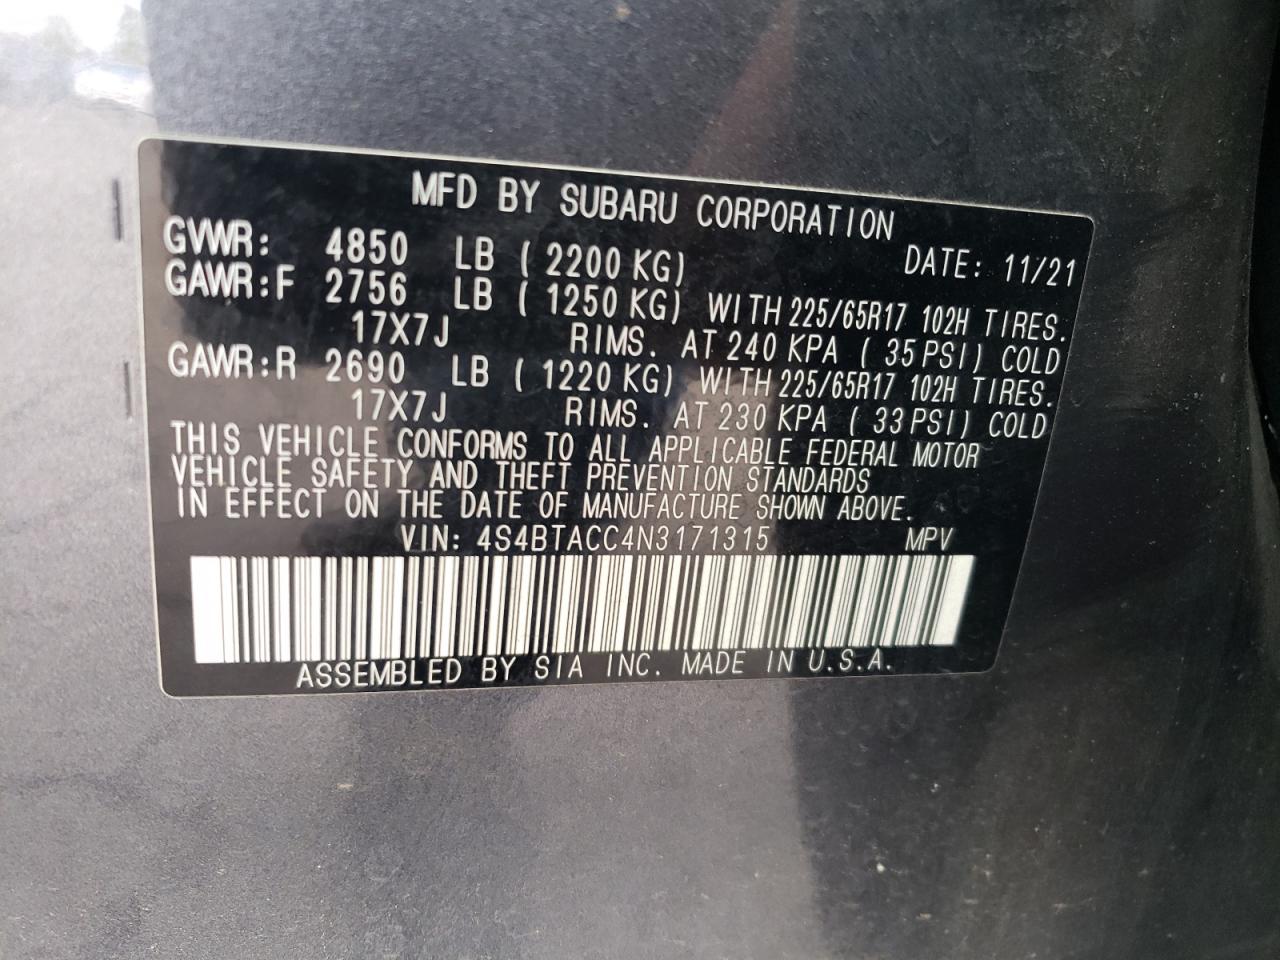 MFD BY SUBARU CORPORATION
GVWR: 4850 LB ( 2200 KG) DATE: 11/21
GAWR:F 2756 LB ( 1250 KG) WITH 225/65R17 102H TIRES.
17X7J RIMS. AT 240 KPA ( 35 PSI) COLD
GAWR:R 2690 LB ( 1220 KG) WITH 225/65R17 102H TIRES.
17X7J RIMS. AT 230 KPA ( 33 PSI) COLD
THIS VEHICLE CONFORMS TO ALL APPLICABLE FEDERAL MOTOR
VEHICLE SAFETY AND THEFT PREVENTION STANDARDS
IN EFFECT ON THE DATE OF MANUFACTURE SHOWN ABOVE.
VIN: 4S4BTACC4N3171315 MPV
ASSEMBLED BY SIA INC. MADE IN U.S.A.